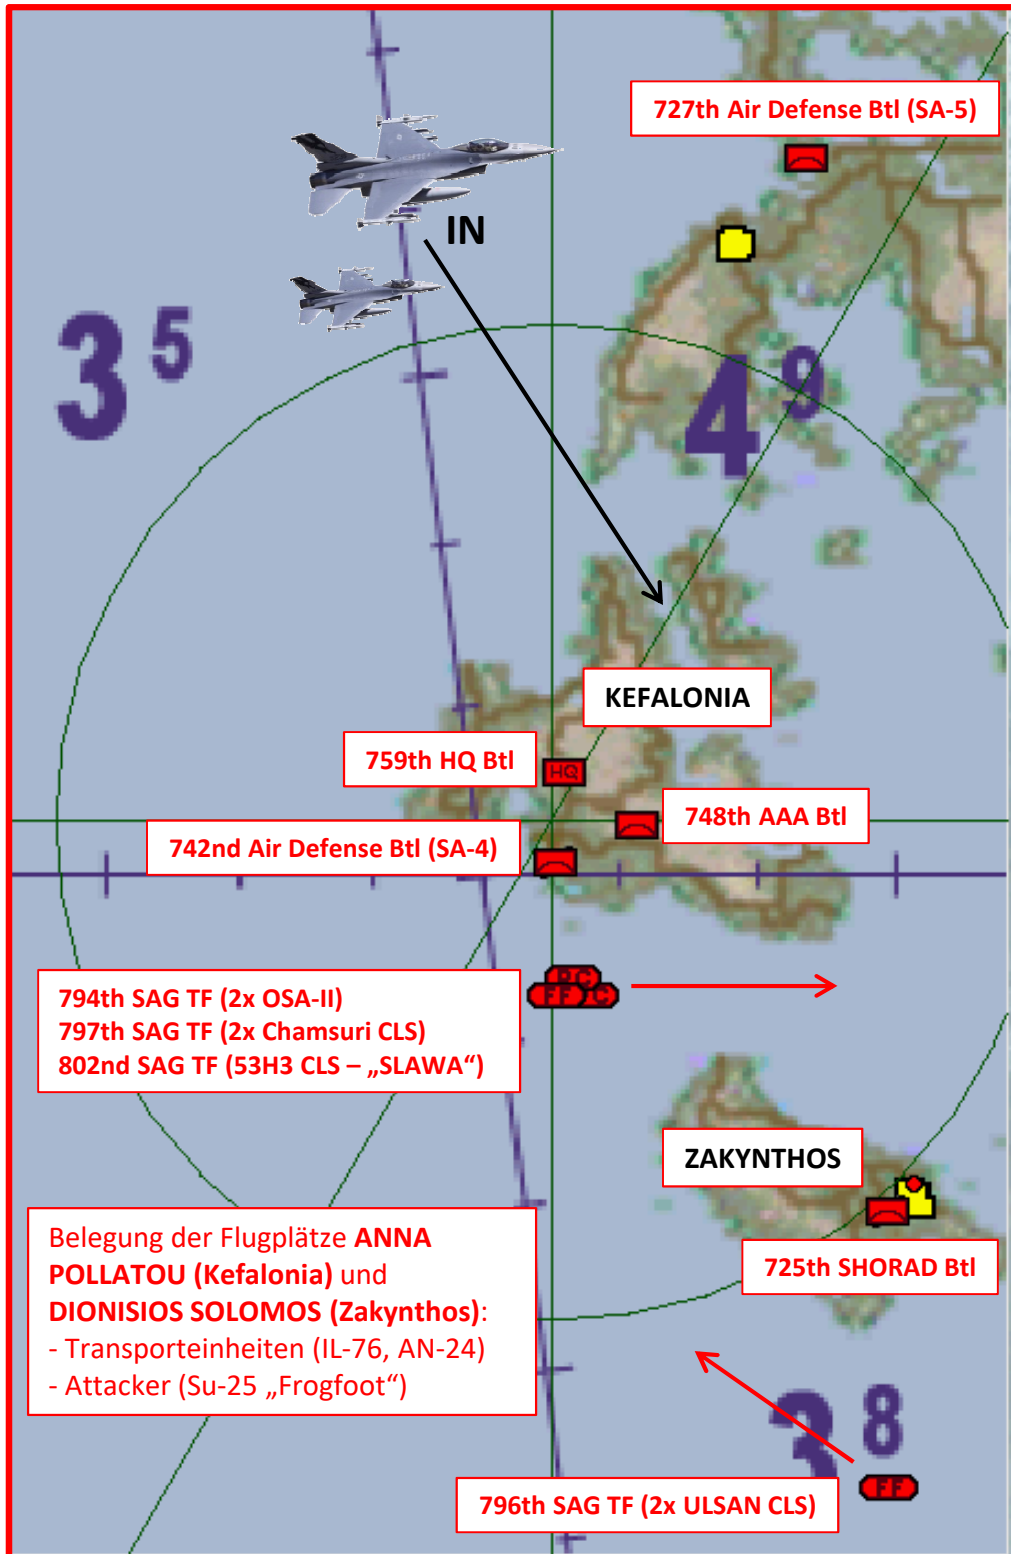 727th Air Defense Btl (SA-5)
IN
3⁵
4⁹
KEFALONIA
759th HQ Btl
HQ
748th AAA Btl
742nd Air Defense Btl (SA-4)
P C
FF C
794th SAG TF (2x OSA-II)
797th SAG TF (2x Chamsuri CLS)
802nd SAG TF (53H3 CLS – „SLAWA“)
ZAKYNTHOS
725th SHORAD Btl
Belegung der Flugplätze ANNA
POLLATOU (Kefalonia) und
DIONISIOS SOLOMOS (Zakynthos):
- Transporteinheiten (IL-76, AN-24)
- Attacker (Su-25 „Frogfoot“)
3⁸
796th SAG TF (2x ULSAN CLS)
FF